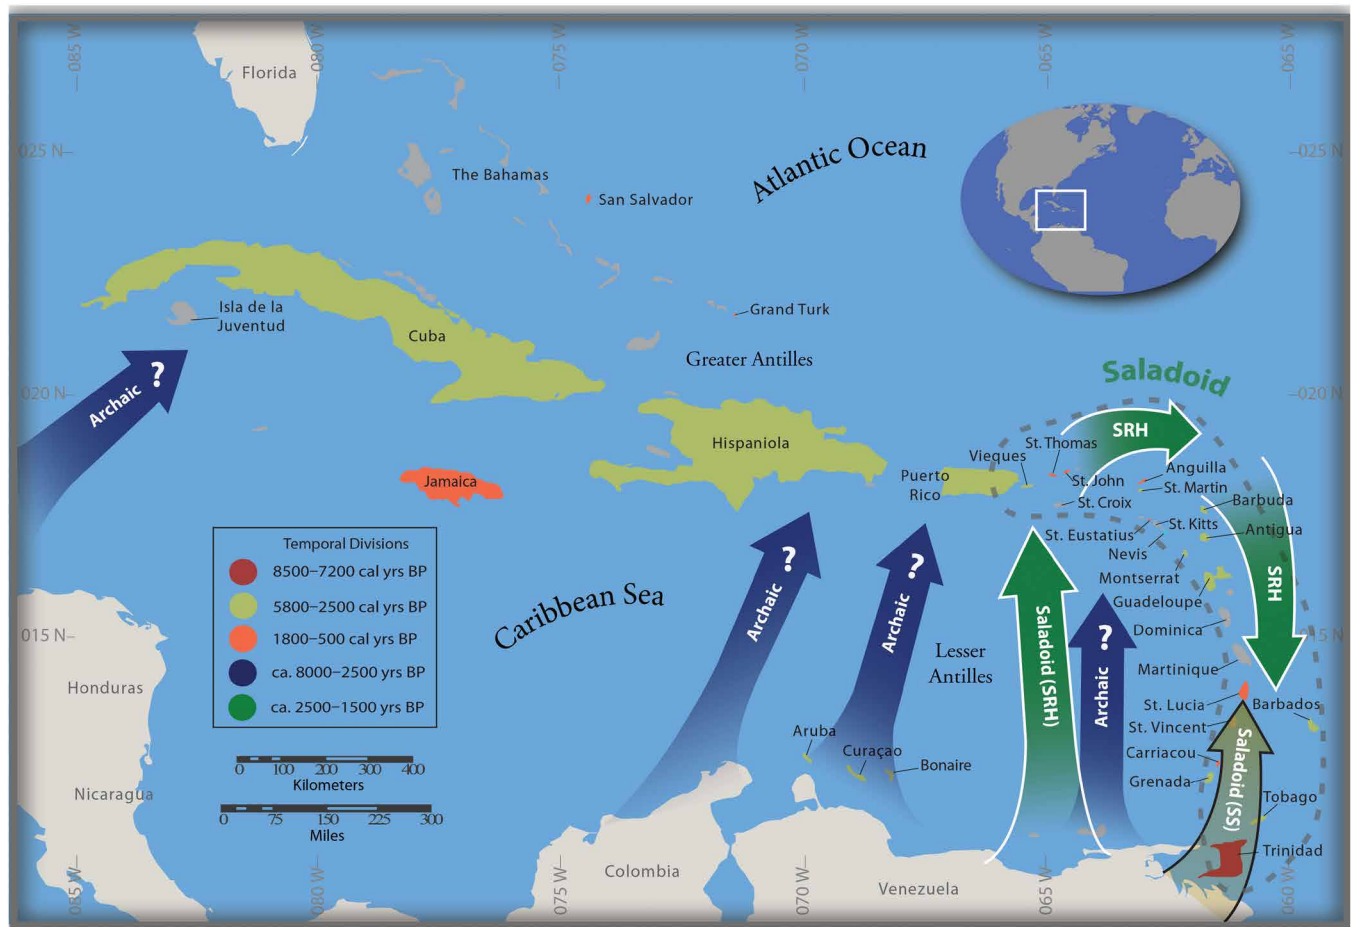 085 W
080 W
075 W
070 W
065 W
065 W
Florida
025 N
025 N
Atlantic Ocean
The Bahamas
San Salvador
Isla de la
Juventud
Grand Turk
Cuba
Greater Antilles
Archaic ?
020 N
Saladoid
020 N
SRH
St. Thomas
Hispaniola
Vieques
Anguilla
Jamaica
Puerto
Rico
St. John
St. Martin
St. Croix
Barbuda
St. Kitts
Antigua
St. Eustatius
Nevis
Temporal Divisions
8500–7200 cal yrs BP
5800–2500 cal yrs BP
1800–500 cal yrs BP
ca. 8000–2500 yrs BP
ca. 2500–1500 yrs BP
Archaic ?
Archaic ?
Montserrat
SRH
Guadeloupe
Caribbean Sea
Dominica
015 N
15 N
Lesser
Antilles
Saladoid (SRH)
Archaic ?
Martinique
Honduras
St. Lucia
Barbados
St. Vincent
Aruba
Curaçao
Bonaire
Carriacou
Saladoid (SS)
Grenada
0 100 200 300 400
Kilometers
Nicaragua
Tobago
0 75 150 225 300
Miles
Trinidad
Colombia
Venezuela
085 W
080 W
075 W
070 W
065 W
060 W